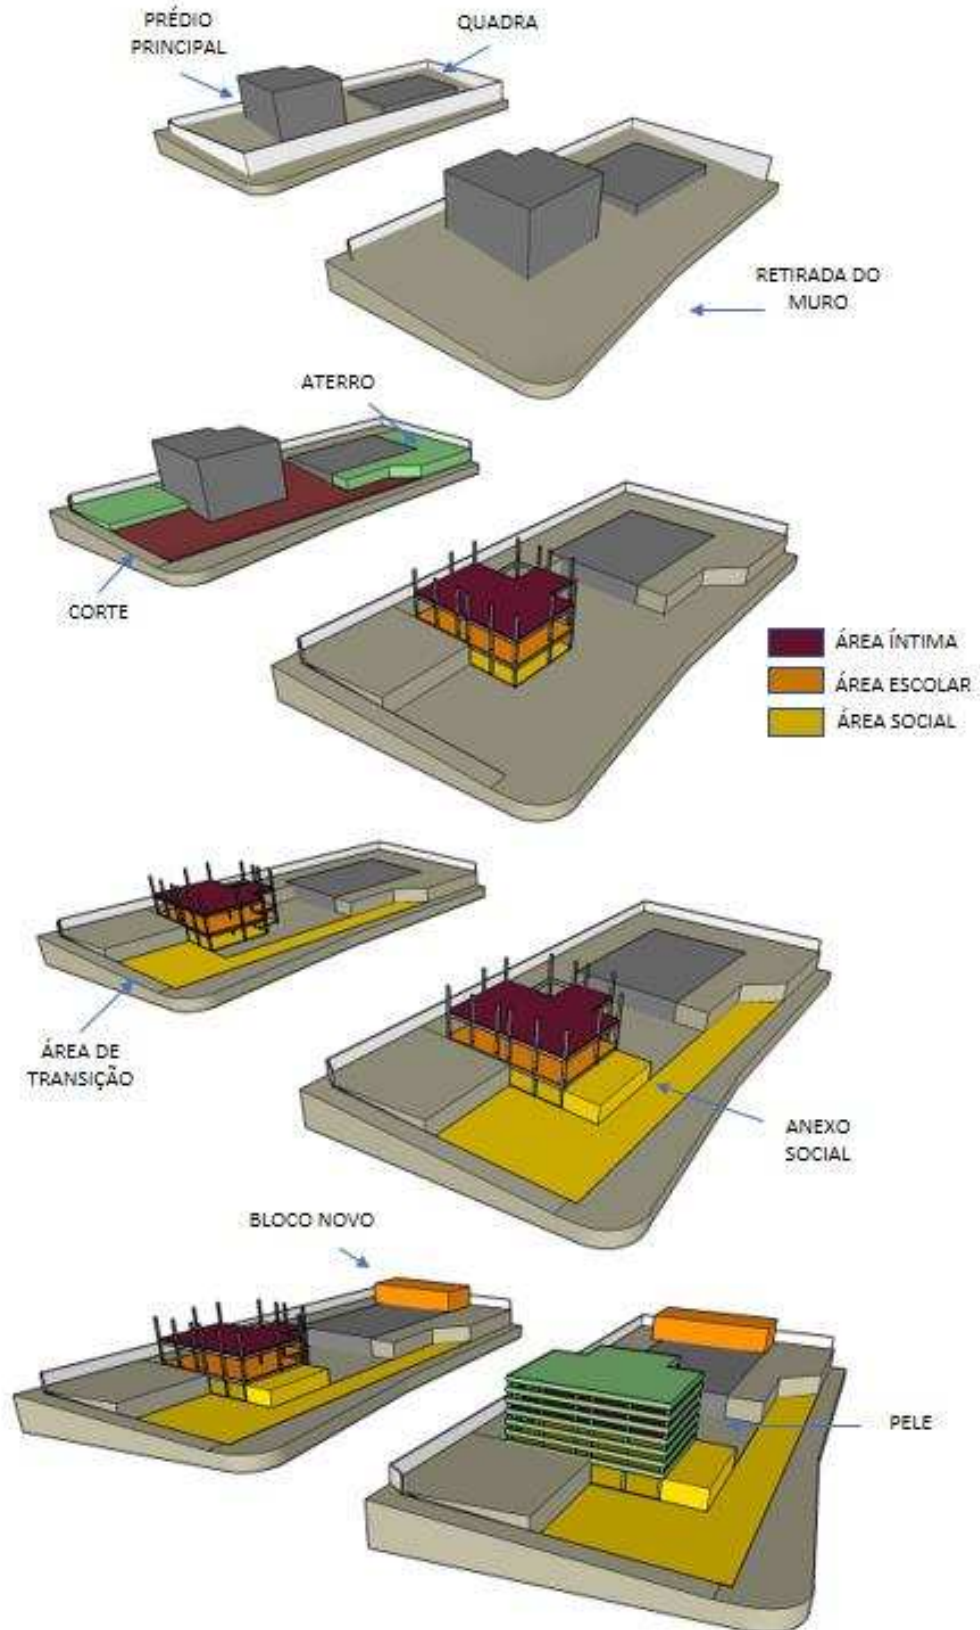 PRÉDIO
PRINCIPAL
QUADRA
RETIRADA DO
MURO
ATERRO
CORTE
ÁREA ÍNTIMA
ÁREA ESCOLAR
ÁREA SOCIAL
ÁREA DE
TRANSIÇÃO
ANEXO
SOCIAL
BLOCO NOVO
PELE